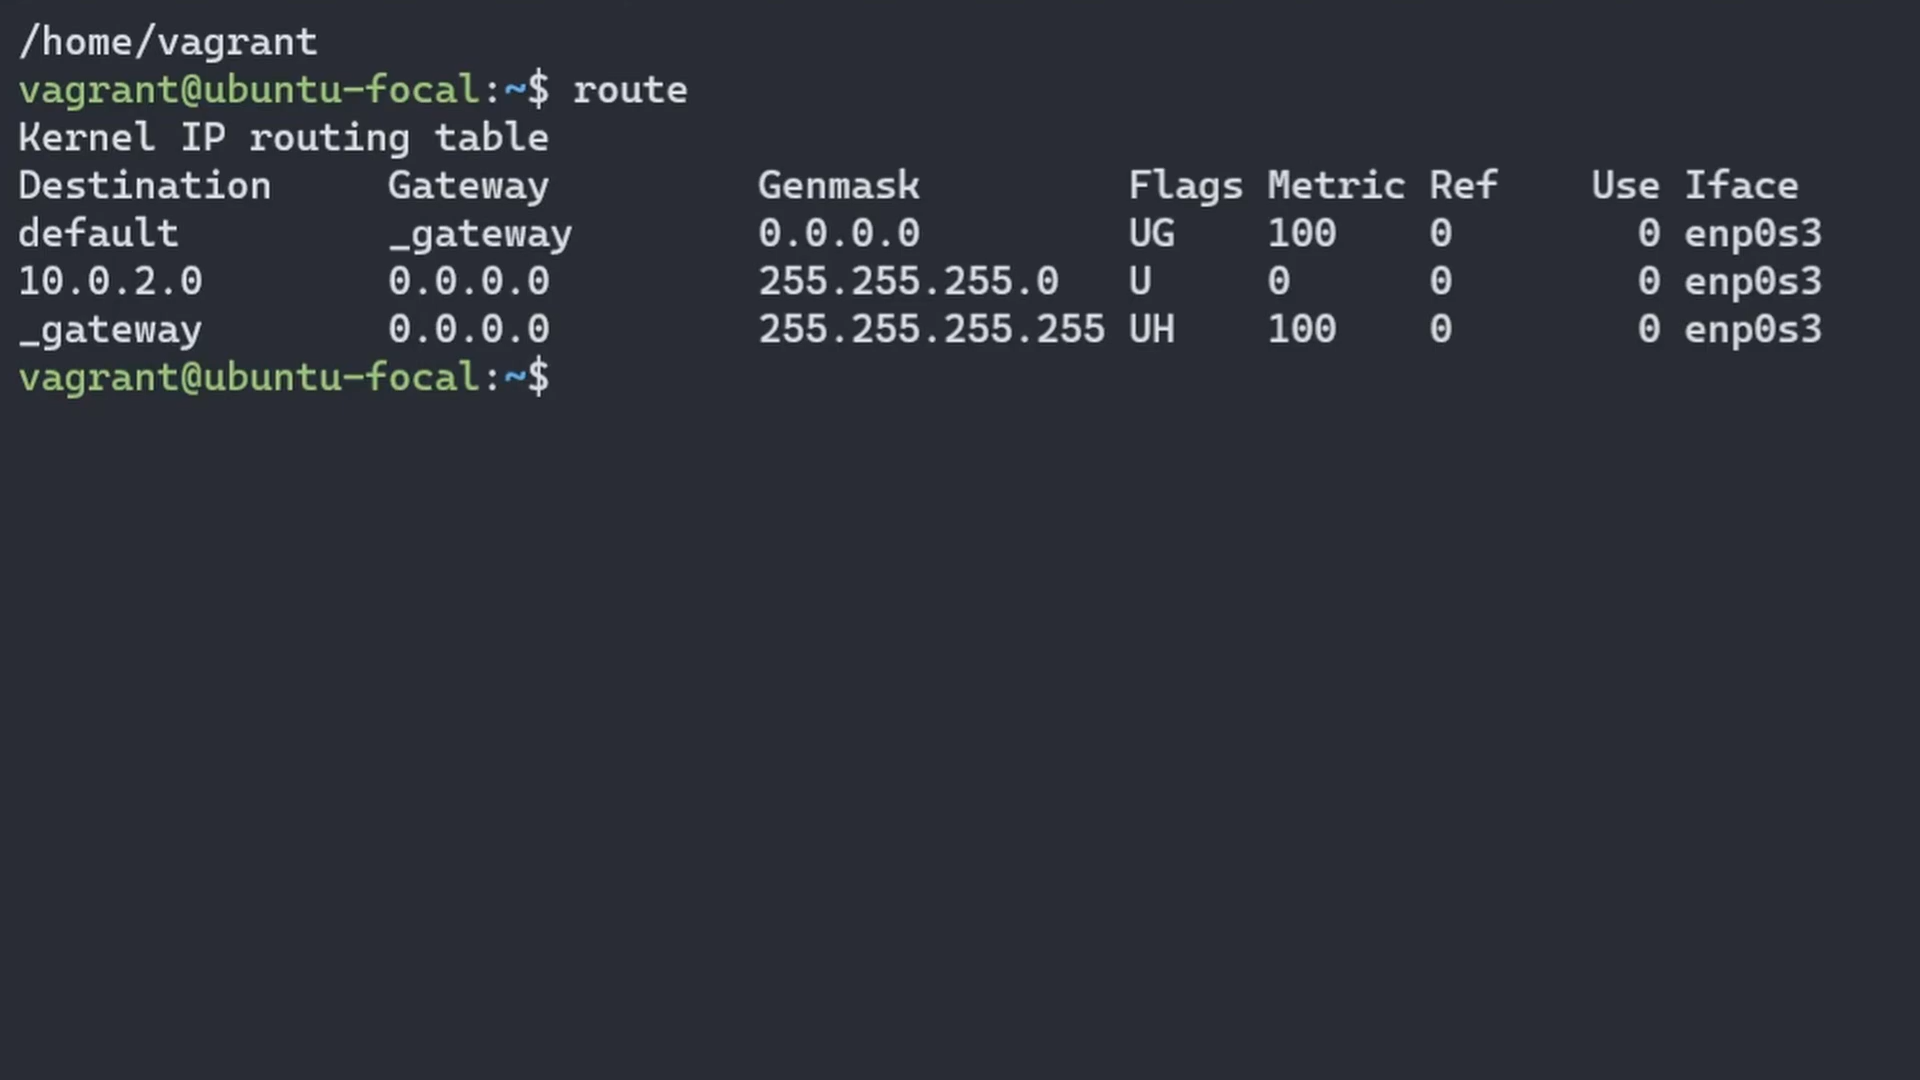 /home/vagrant
vagrant@ubuntu-focal:~$ route
Kernel IP routing table
Destination     Gateway         Genmask         Flags Metric Ref    Use Iface
default         _gateway        0.0.0.0         UG    100    0        0 enp0s3
10.0.2.0        0.0.0.0         255.255.255.0   U     0      0        0 enp0s3
_gateway        0.0.0.0         255.255.255.255 UH    100    0        0 enp0s3
vagrant@ubuntu-focal:~$